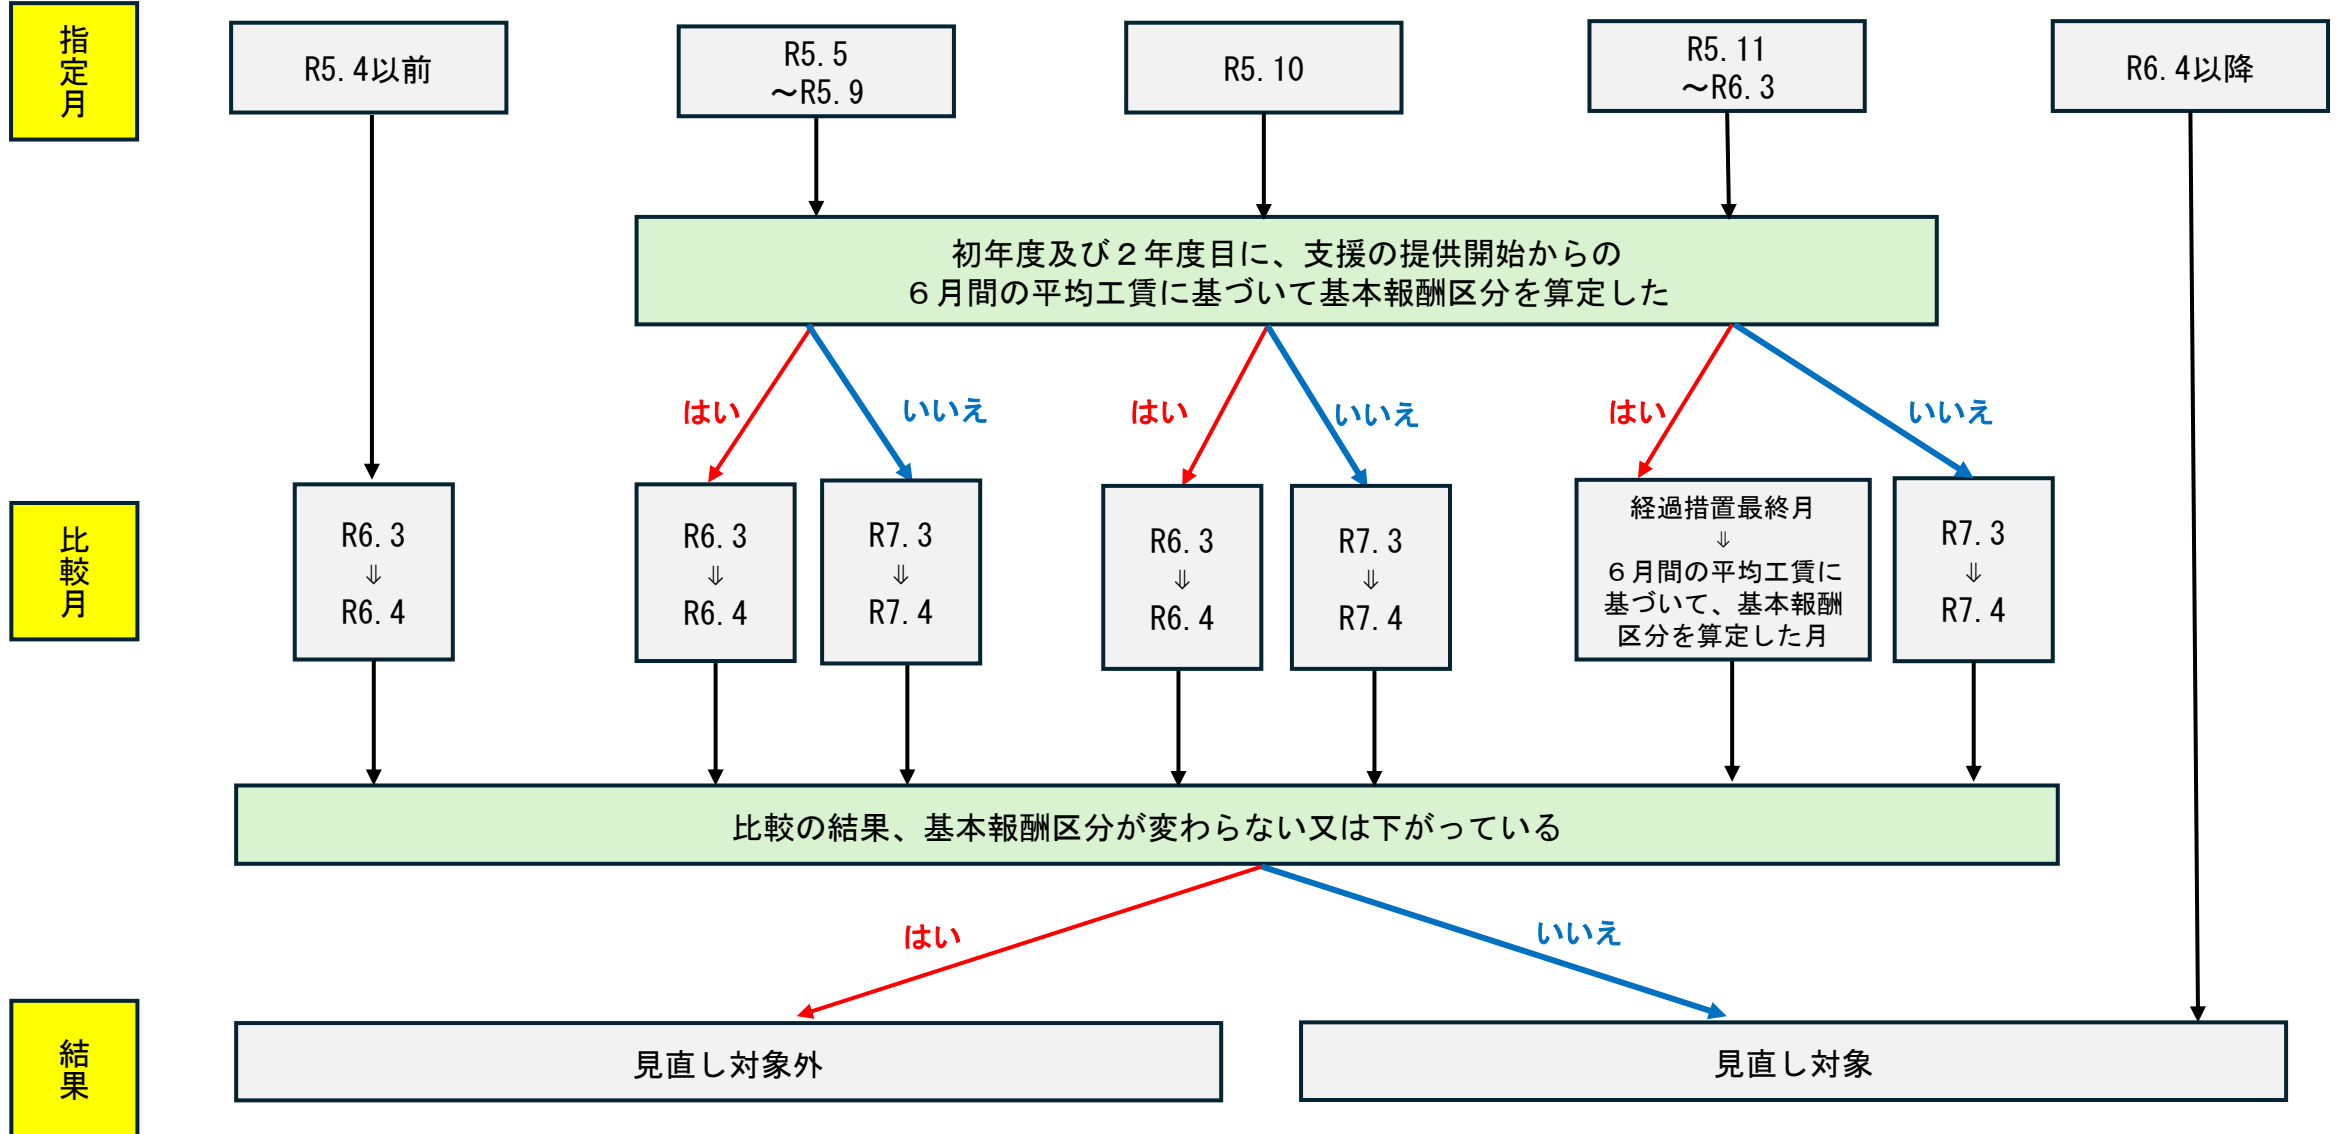 指定月
R5.4以前
R5.5
～R5.9
R5.10
R5.11
～R6.3
R6.4以降
初年度及び２年度目に、支援の提供開始からの
６月間の平均工賃に基づいて基本報酬区分を算定した
はい
いいえ
はい
いいえ
はい
いいえ
比較月
R6.3
⇓
R6.4
R6.3
⇓
R6.4
R7.3
⇓
R7.4
R6.3
⇓
R6.4
R7.3
⇓
R7.4
経過措置最終月
⇓
６月間の平均工賃に
基づいて、基本報酬
区分を算定した月
R7.3
⇓
R7.4
比較の結果、基本報酬区分が変わらない又は下がっている
はい
いいえ
結果
見直し対象外
見直し対象